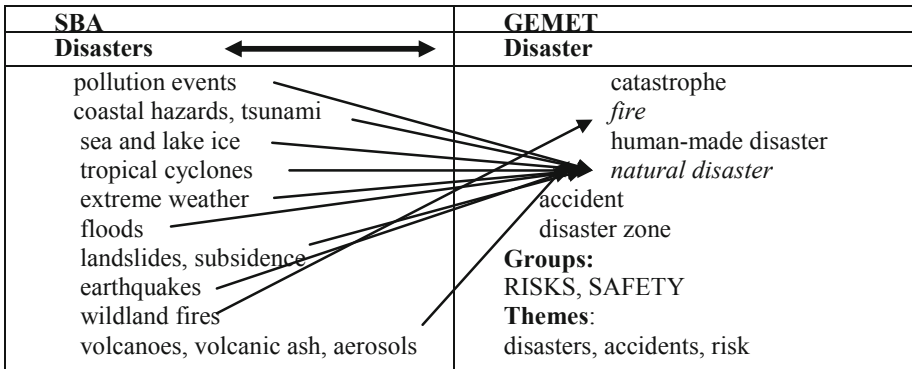 SBA
GEMET
Disasters
Disaster
pollution events
coastal hazards, tsunami
sea and lake ice
tropical cyclones
extreme weather
floods
landslides, subsidence
earthquakes
wildland fires
volcanoes, volcanic ash, aerosols
catastrophe
fire
human-made disaster
natural disaster
accident
disaster zone
Groups:
RISKS, SAFETY
Themes:
disasters, accidents, risk